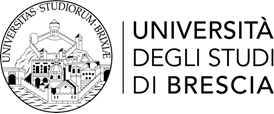 UNIVERSITAS · STUDIORUM · BRIXIAE
UNIVERSITÀ
DEGLI STUDI
DI BRESCIA